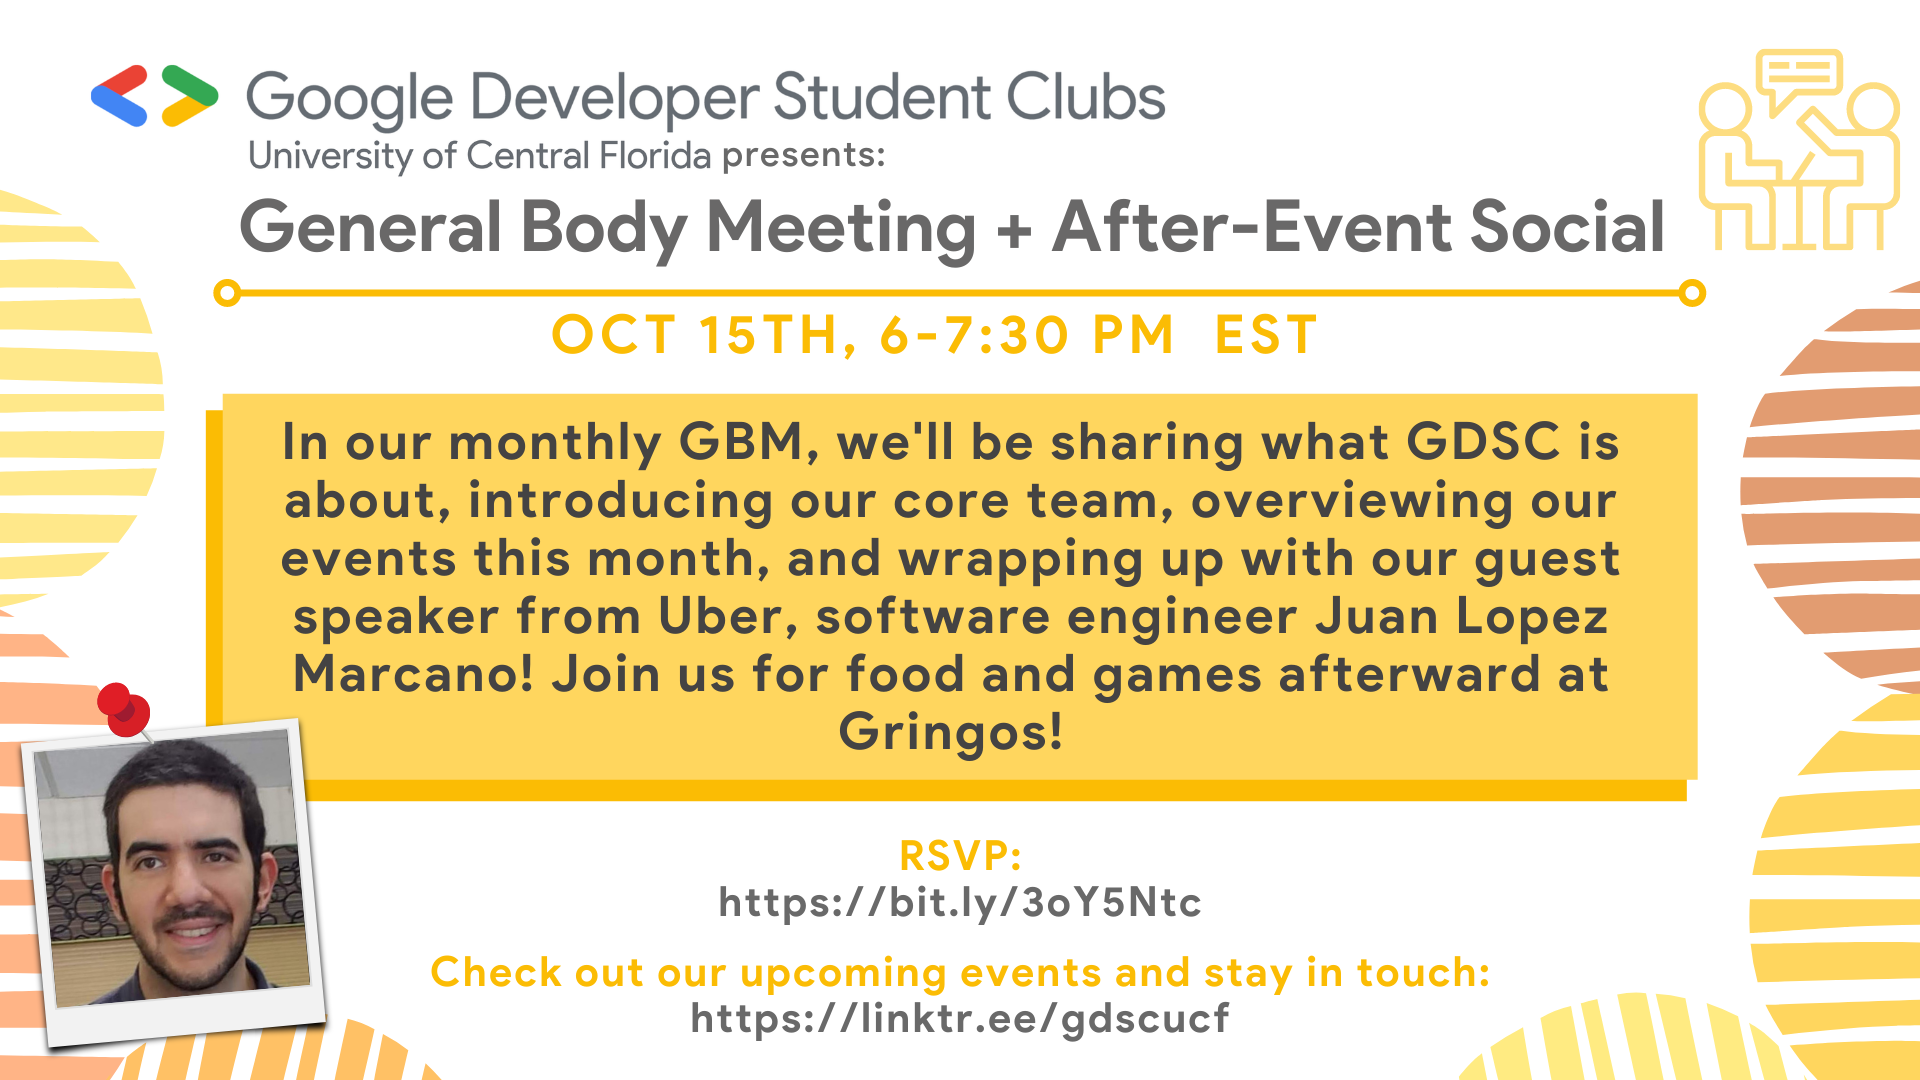 Google Developer Student Clubs
University of Central Florida presents:
General Body Meeting + After-Event Social
OCT 15TH, 6-7:30 PM EST
In our monthly GBM, we'll be sharing what GDSC is
about, introducing our core team, overviewing our
events this month, and wrapping up with our guest
speaker from Uber, software engineer Juan Lopez
Marcano! Join us for food and games afterward at
Gringos!
RSVP:
https://bit.ly/3oY5Ntc
Check out our upcoming events and stay in touch:
https://linktr.ee/gdscucf